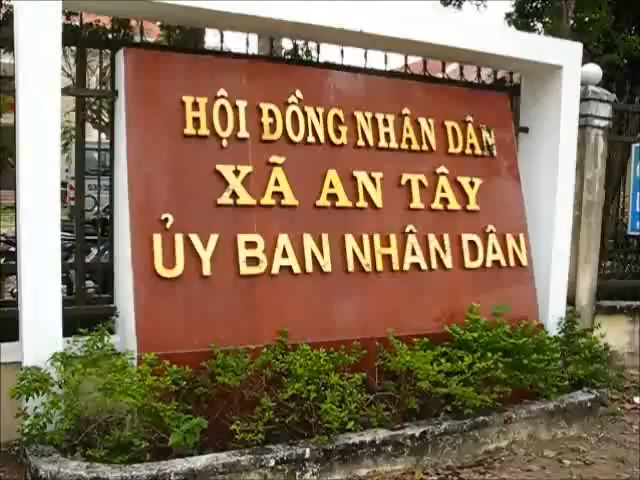 HỘI ĐỒNG NHÂN DÂN
XÃ AN TÂY
ỦY BAN NHÂN DÂN